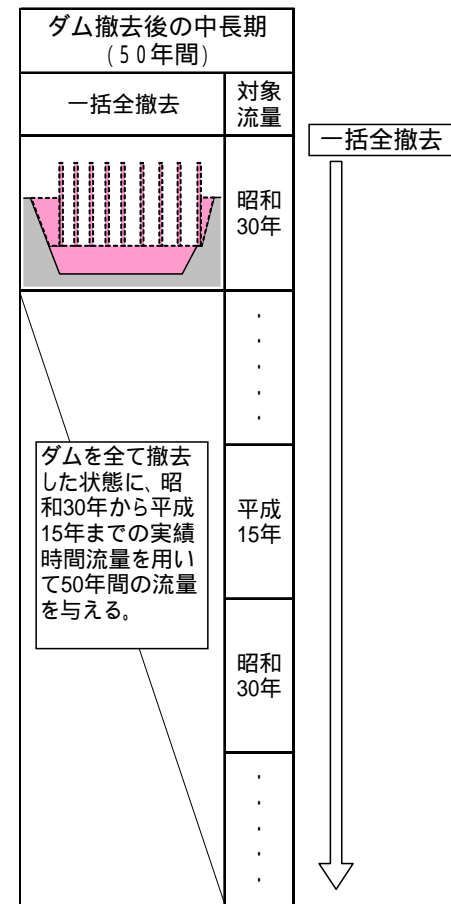 ダム撤去後の中長期
(50年間)
一括全撤去
対象
流量
一括全撤去
昭和
30年
・
・
・
・
・
ダムを全て撤去
した状態に、昭
和30年から平成
15年までの実績
時間流量を用い
て50年間の流量
を与える。
平成
15年
昭和
30年
・
・
・
・
・